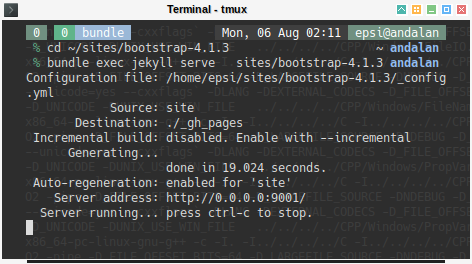 Terminal - tmux
0 0 bundle Mon, 06 Aug 02:11 epsi@andalan
% cd ~/sites/bootstrap-4.1.3 ~ andalan
% bundle exec jekyll serve sites/bootstrap-4.1.3 andalan
Configuration file: /home/epsi/sites/bootstrap-4.1.3/_config
.yml
Source: site
Destination: ./_gh_pages
Incremental build: disabled. Enable with --incremental
Generating...
done in 19.024 seconds.
Auto-regeneration: enabled for 'site'
Server address: http://0.0.0.0:9001/
Server running... press ctrl-c to stop.